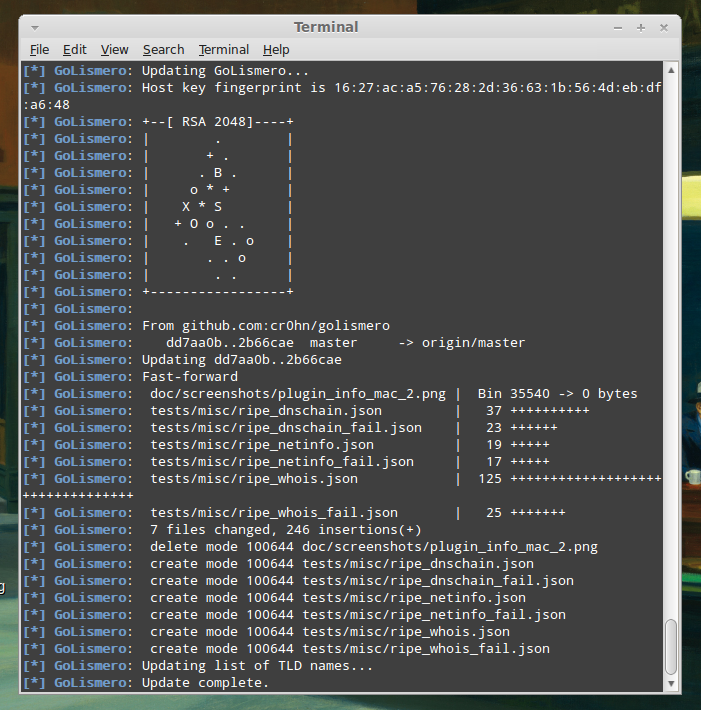 Terminal
File Edit View Search Terminal Help
[*] GoLismero: Updating GoLismero...
[*] GoLismero: Host key fingerprint is 16:27:ac:a5:76:28:2d:36:63:1b:56:4d:eb:df
:a6:48
[*] GoLismero: +--[ RSA 2048]----+
[*] GoLismero: |        .        |
[*] GoLismero: |       + .       |
[*] GoLismero: |      . B .      |
[*] GoLismero: |     o * +       |
[*] GoLismero: |    X * S        |
[*] GoLismero: |   + O o . .     |
[*] GoLismero: |    .   E . o    |
[*] GoLismero: |       . . o     |
[*] GoLismero: |        . .      |
[*] GoLismero: +-----------------+
[*] GoLismero:
[*] GoLismero: From github.com:cr0hn/golismero
[*] GoLismero:    dd7aa0b..2b66cae  master     -> origin/master
[*] GoLismero: Updating dd7aa0b..2b66cae
[*] GoLismero: Fast-forward
[*] GoLismero:  doc/screenshots/plugin_info_mac_2.png |  Bin 35540 -> 0 bytes
[*] GoLismero:  tests/misc/ripe_dnschain.json         |   37 ++++++++++
[*] GoLismero:  tests/misc/ripe_dnschain_fail.json    |   23 ++++++
[*] GoLismero:  tests/misc/ripe_netinfo.json          |   19 +++++
[*] GoLismero:  tests/misc/ripe_netinfo_fail.json     |   17 +++++
[*] GoLismero:  tests/misc/ripe_whois.json            |  125 +++++++++++++++++++
++++++++++++++
[*] GoLismero:  tests/misc/ripe_whois_fail.json       |   25 +++++++
[*] GoLismero:  7 files changed, 246 insertions(+)
[*] GoLismero:  delete mode 100644 doc/screenshots/plugin_info_mac_2.png
[*] GoLismero:  create mode 100644 tests/misc/ripe_dnschain.json
[*] GoLismero:  create mode 100644 tests/misc/ripe_dnschain_fail.json
[*] GoLismero:  create mode 100644 tests/misc/ripe_netinfo.json
[*] GoLismero:  create mode 100644 tests/misc/ripe_netinfo_fail.json
[*] GoLismero:  create mode 100644 tests/misc/ripe_whois.json
[*] GoLismero:  create mode 100644 tests/misc/ripe_whois_fail.json
[*] GoLismero: Updating list of TLD names...
[*] GoLismero: Update complete.